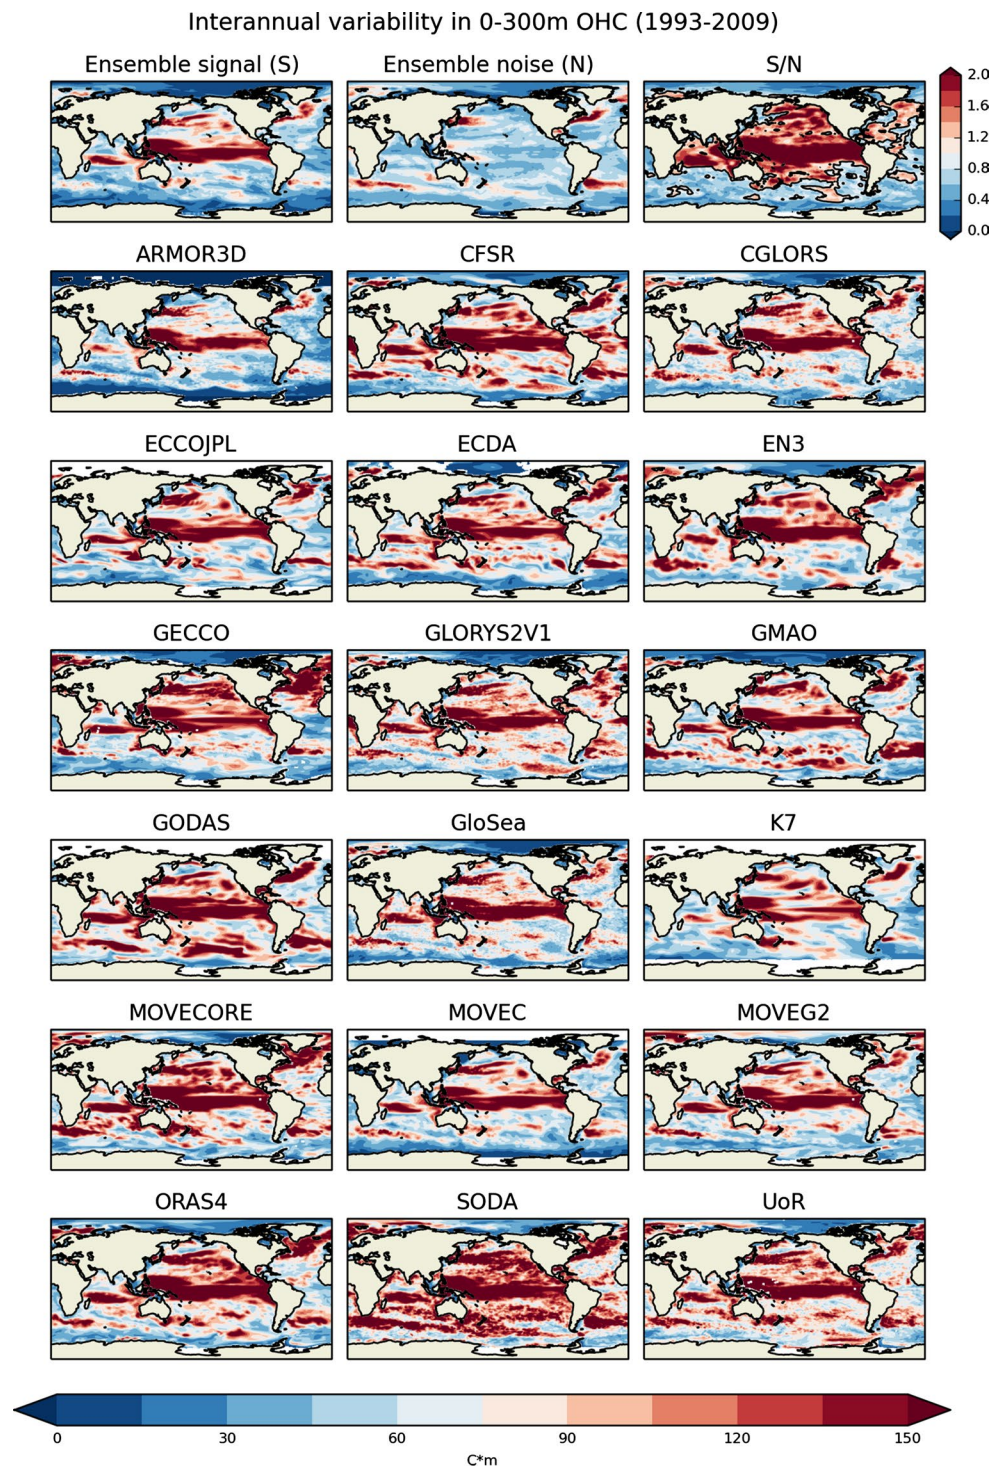 Interannual variability in 0-300m OHC (1993-2009)
Ensemble signal (S) Ensemble noise (N) S/N
2.0
1.6
1.2
0.8
0.4
0.0
ARMOR3D CFSR CGLORS
ECCOJPL ECDA EN3
GECCO GLORYS2V1 GMAO
GODAS GloSea K7
MOVECORE MOVEC MOVEG2
ORAS4 SODA UoR
0 30 60 90 120 150
C*m